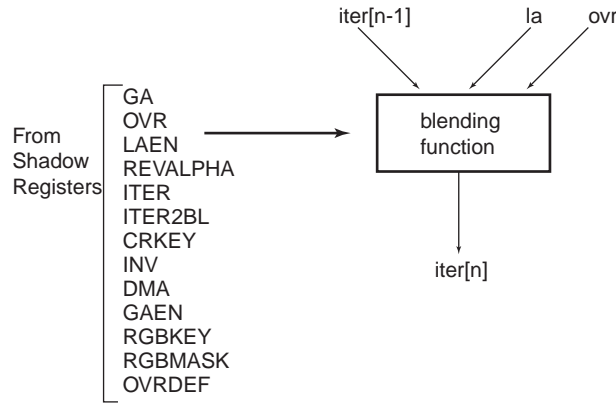 iter[n-1]
la
ovr
From
Shadow
Registers
GA
OVR
LAEN
REVALPHA
ITER
ITER2BL
CRKEY
INV
DMA
GAEN
RGBKEY
RGBMASK
OVRDEF
blending
function
iter[n]